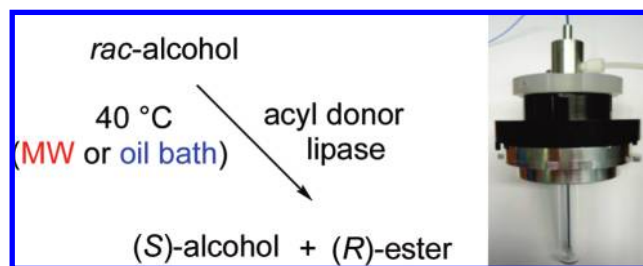 rac-alcohol
40 °C
(MW or oil bath)
acyl donor
lipase
(S)-alcohol + (R)-ester